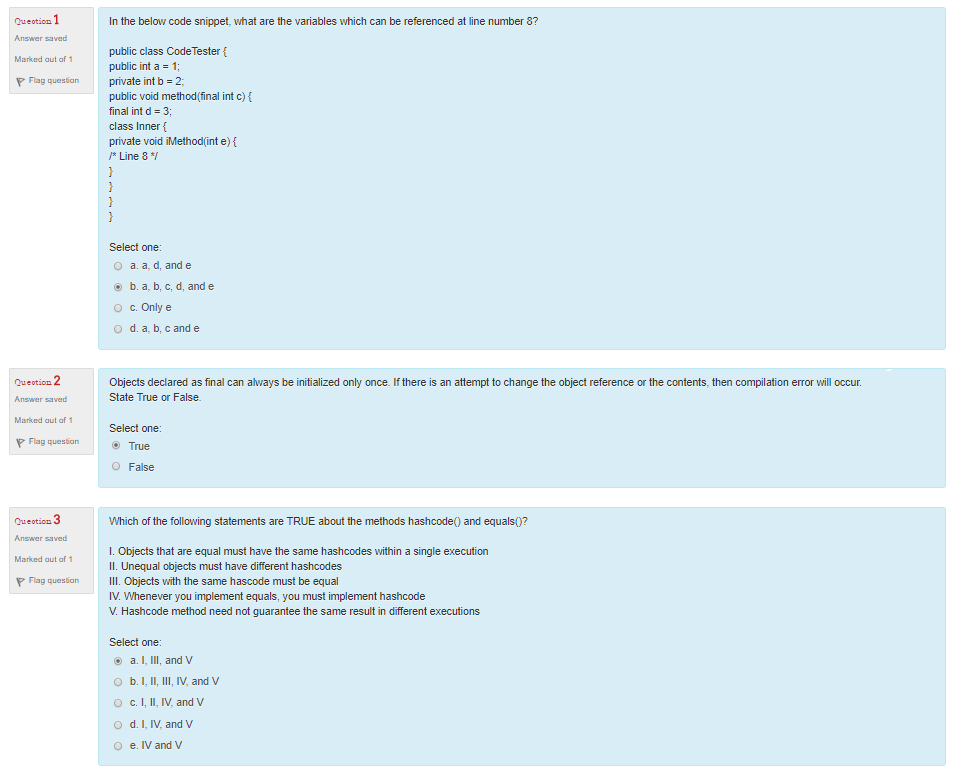 Question 1
Answer saved
Marked out of 1
Flag question
In the below code snippet, what are the variables which can be referenced at line number 8?
public class CodeTester {
public int a = 1;
private int b = 2;
public void method(final int c) {
final int d = 3;
class Inner {
private void iMethod(int e) {
/* Line 8 */
}
}
}
}
Select one:
a. a, d, and e
b. a, b, c, d, and e
c. Only e
d. a, b, c and e
Question 2
Answer saved
Marked out of 1
Flag question
Objects declared as final can always be initialized only once. If there is an attempt to change the object reference or the contents, then compilation error will occur.
State True or False.
Select one:
True
False
Question 3
Answer saved
Marked out of 1
Flag question
Which of the following statements are TRUE about the methods hashcode() and equals()?
I. Objects that are equal must have the same hashcodes within a single execution
II. Unequal objects must have different hashcodes
III. Objects with the same hascode must be equal
IV. Whenever you implement equals, you must implement hashcode
V. Hashcode method need not guarantee the same result in different executions
Select one:
a. I, III, and V
b. I, II, III, IV, and V
c. I, II, IV, and V
d. I, IV, and V
e. IV and V